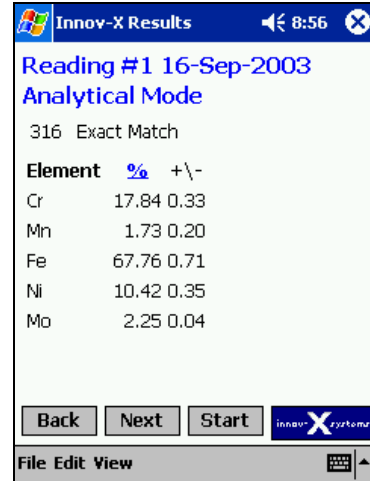 Innov-X Results 8:56
Reading #1 16-Sep-2003
Analytical Mode
316 Exact Match
Element % +\-
Cr 17.84 0.33
Mn 1.73 0.20
Fe 67.76 0.71
Ni 10.42 0.35
Mo 2.25 0.04
Back Next Start innov-X systems
File Edit View